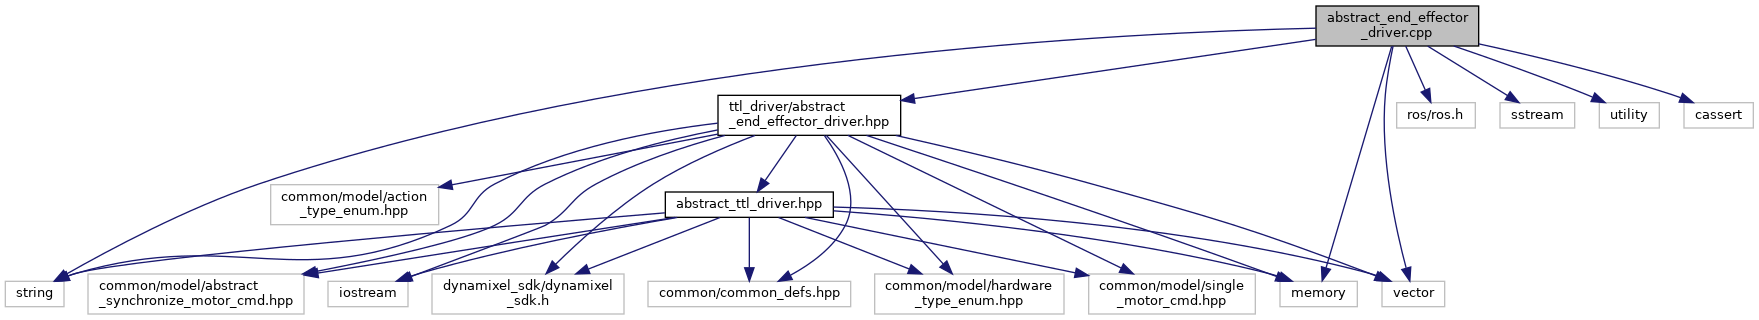 abstract_end_effector
_driver.cpp
ttl_driver/abstract
_end_effector_driver.hpp
ros/ros.h
sstream
utility
cassert
common/model/action
_type_enum.hpp
abstract_ttl_driver.hpp
string
common/model/abstract
_synchronize_motor_cmd.hpp
iostream
dynamixel_sdk/dynamixel
_sdk.h
common/common_defs.hpp
common/model/hardware
_type_enum.hpp
common/model/single
_motor_cmd.hpp
memory
vector